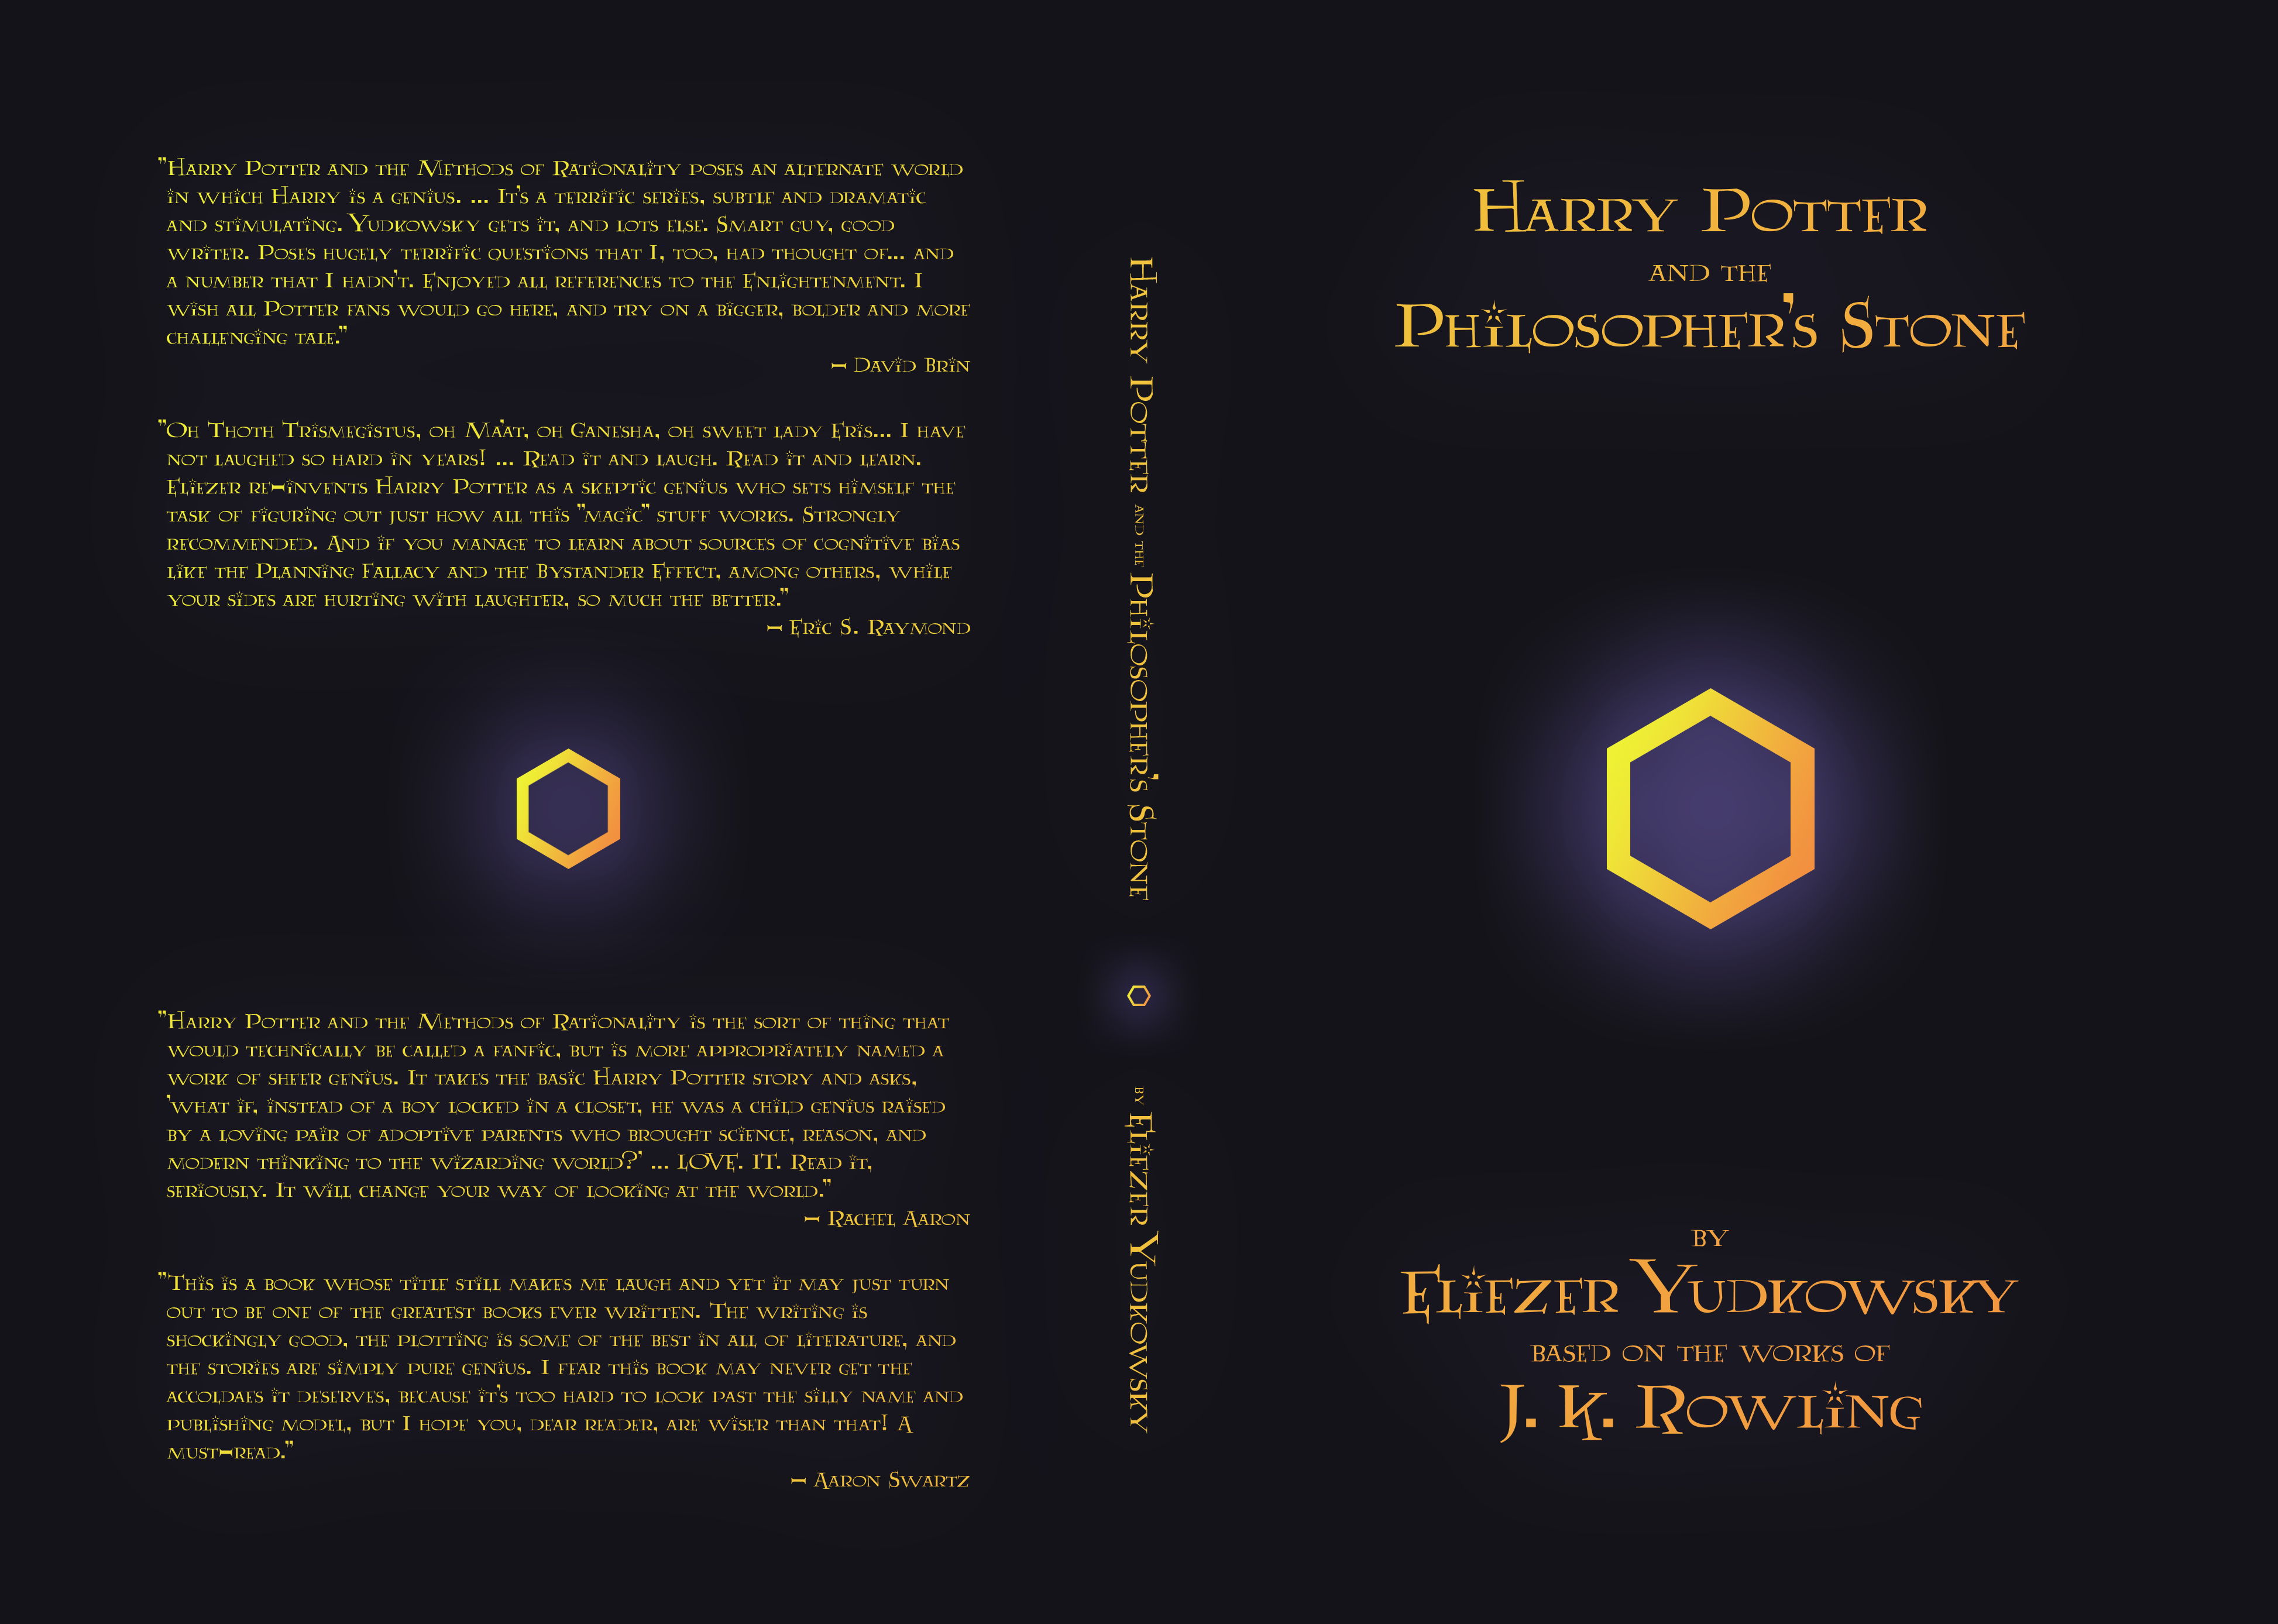 "Harry Potter and the Methods of Rationality poses an alternate world
in which Harry is a genius. ... It's a terrific series, subtle and dramatic
and stimulating. Yudkowsky gets it, and lots else. Smart guy, good
writer. Poses hugely terrific questions that I, too, had thought of... and
a number that I hadn't. Enjoyed all references to the Enlightenment. I
wish all Potter fans would go here, and try on a bigger, bolder and more
challenging tale."
- David Brin
"Oh Thoth Trismegistus, oh Ma'at, oh Ganesha, oh sweet lady Eris... I have
not laughed so hard in years! ... Read it and laugh. Read it and learn.
Eliezer re-invents Harry Potter as a skeptic genius who sets himself the
task of figuring out just how all this "magic" stuff works. Strongly
recommended. And if you manage to learn about sources of cognitive bias
like the Planning Fallacy and the Bystander Effect, among others, while
your sides are hurting with laughter, so much the better."
- Eric S. Raymond
"Harry Potter and the Methods of Rationality is the sort of thing that
would technically be called a fanfic, but is more appropriately named a
work of sheer genius. It takes the basic Harry Potter story and asks,
'what if, instead of a boy locked in a closet, he was a child genius raised
by a loving pair of adoptive parents who brought science, reason, and
modern thinking to the wizarding world?' ... LOVE. IT. Read it,
seriously. It will change your way of looking at the world."
- Rachel Aaron
"This is a book whose title still makes me laugh and yet it may just turn
out to be one of the greatest books ever written. The writing is
shockingly good, the plotting is some of the best in all of literature, and
the stories are simply pure genius. I fear this book may never get the
accoldaes it deserves, because it's too hard to look past the silly name and
publishing model, but I hope you, dear reader, are wiser than that! A
must-read."
- Aaron Swartz
Harry Potter and the Philosopher's Stone
by Eliezer Yudkowsky
Harry Potter
and the
Philosopher's Stone
by
Eliezer Yudkowsky
based on the works of
J. K. Rowling